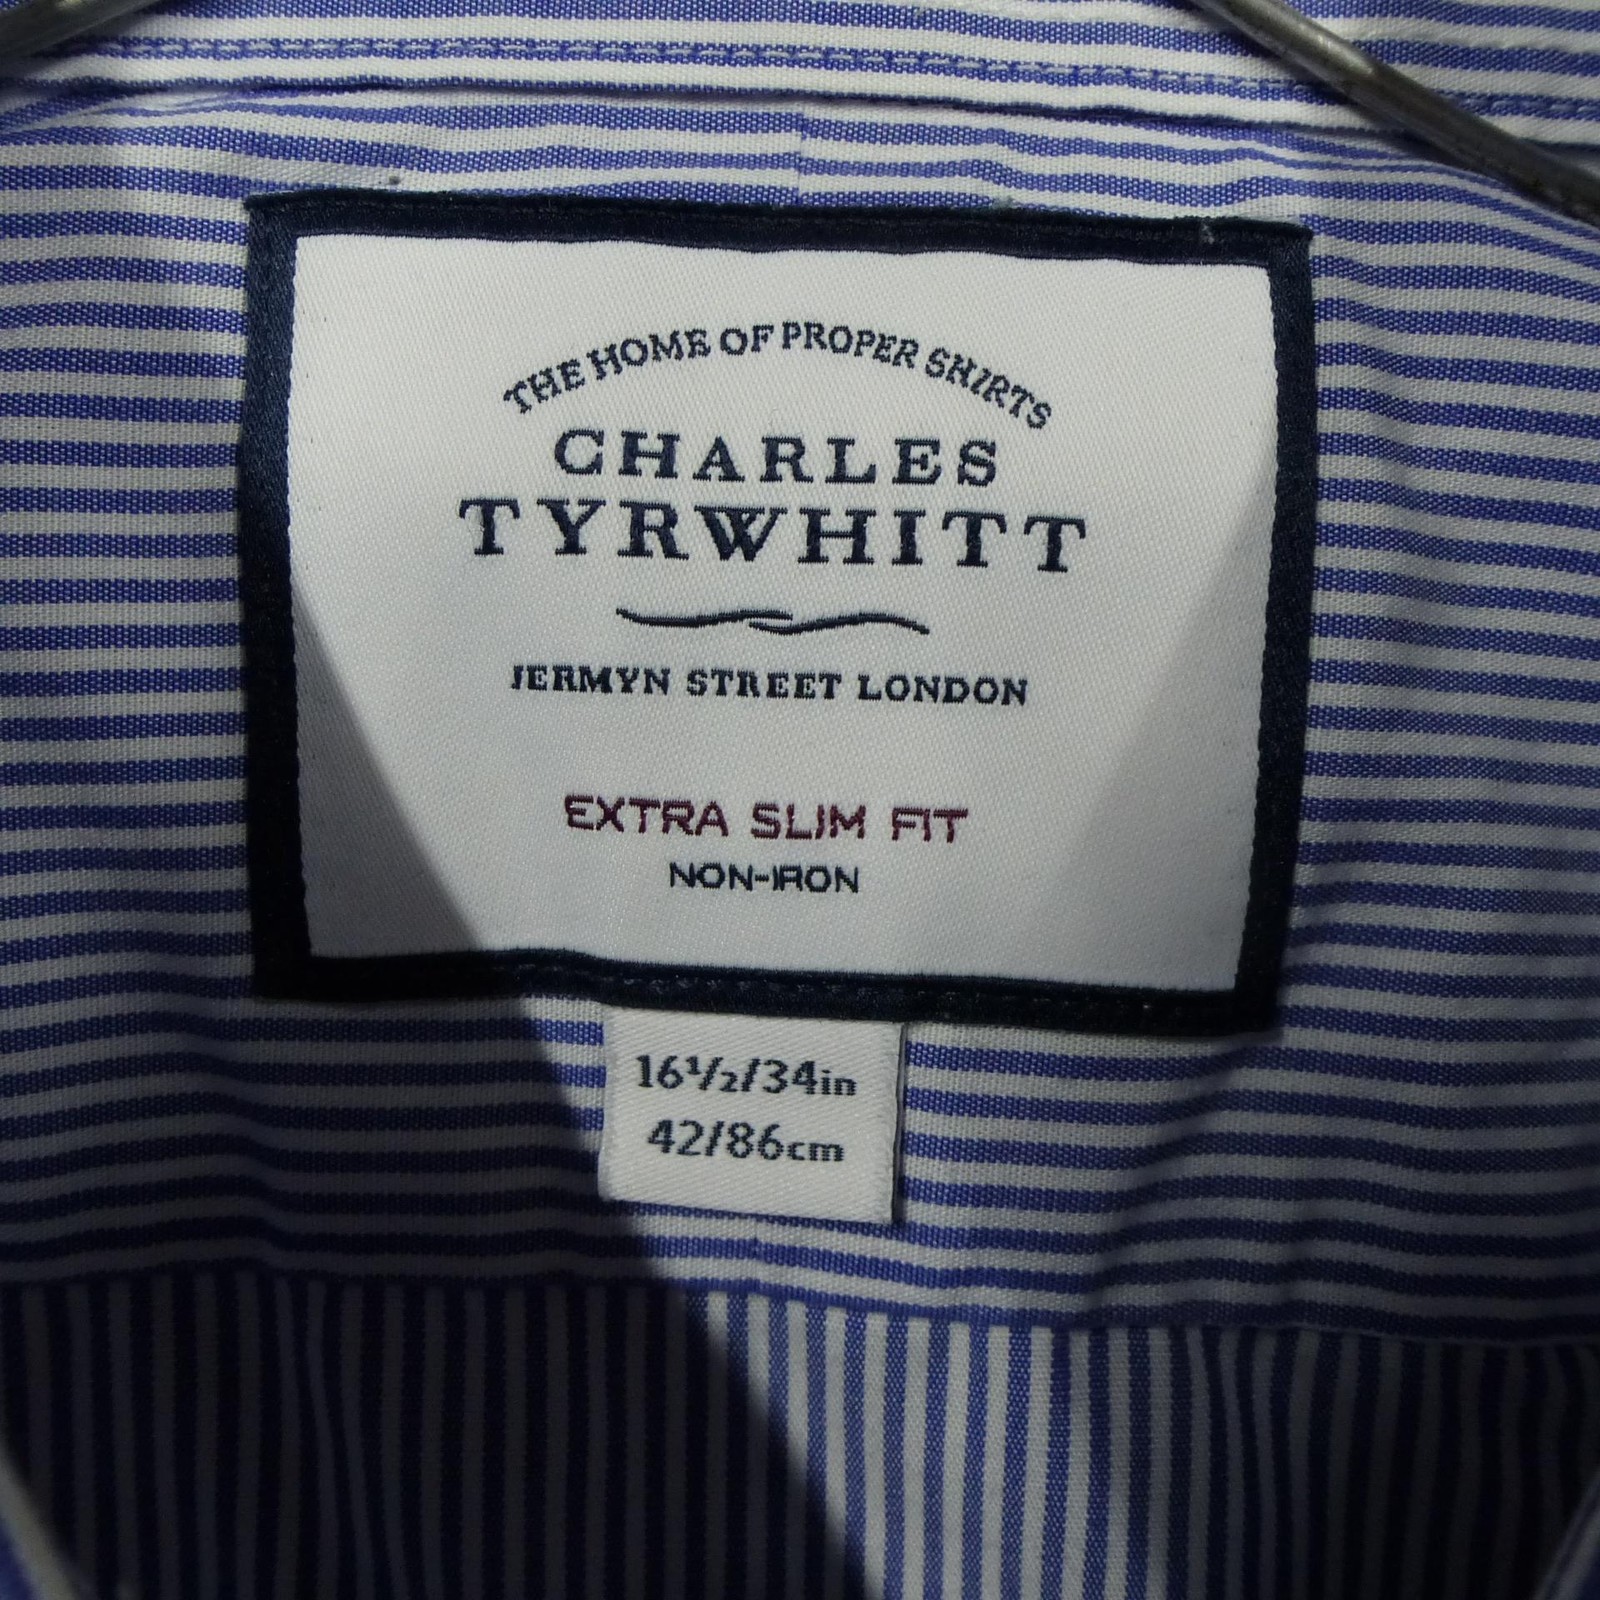 THE HOME OF PROPER SHIRTS
CHARLES
TYRWHITT
JERMYN STREET LONDON
EXTRA SLIM FIT
NON-IRON
16½/34in
42/86cm